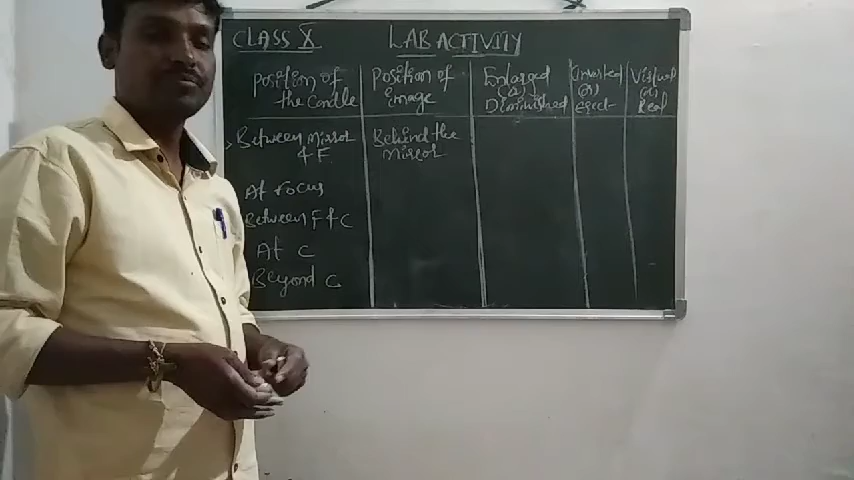 CLASS X
LAB ACTIVITY
Position of
the Candle
Position of
image
Enlarged
(or)
Diminished
Inverted
(or)
Erect
Virtual
(or)
Real
Between Mirror
& F
Behind the
Mirror
At Focus
Between F & C
At C
Beyond C